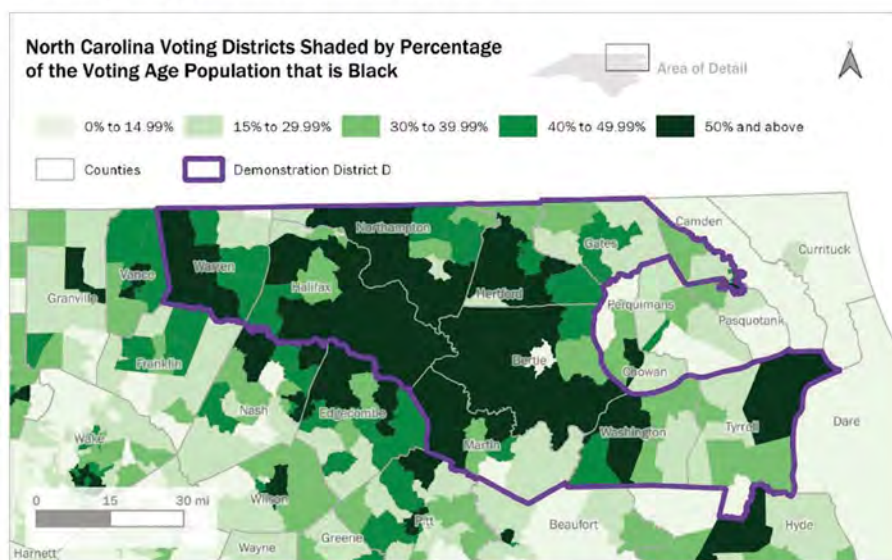 North Carolina Voting Districts Shaded by Percentage
of the Voting Age Population that is Black
Area of Detail
N
0% to 14.99%
15% to 29.99%
30% to 39.99%
40% to 49.99%
50% and above
Counties
Demonstration District D
Northampton
Camden
Currituck
Gates
Vance
Warren
Halifax
Hertford
Granville
Perquimans
Pasquotank
Franklin
Bertie
Chowan
Nash
Edgecombe
Martin
Washington
Tyrrell
Dare
Wake
0 15 30 mi
Wilson
Pitt
Beaufort
Hyde
Greene
Wayne
Harnett